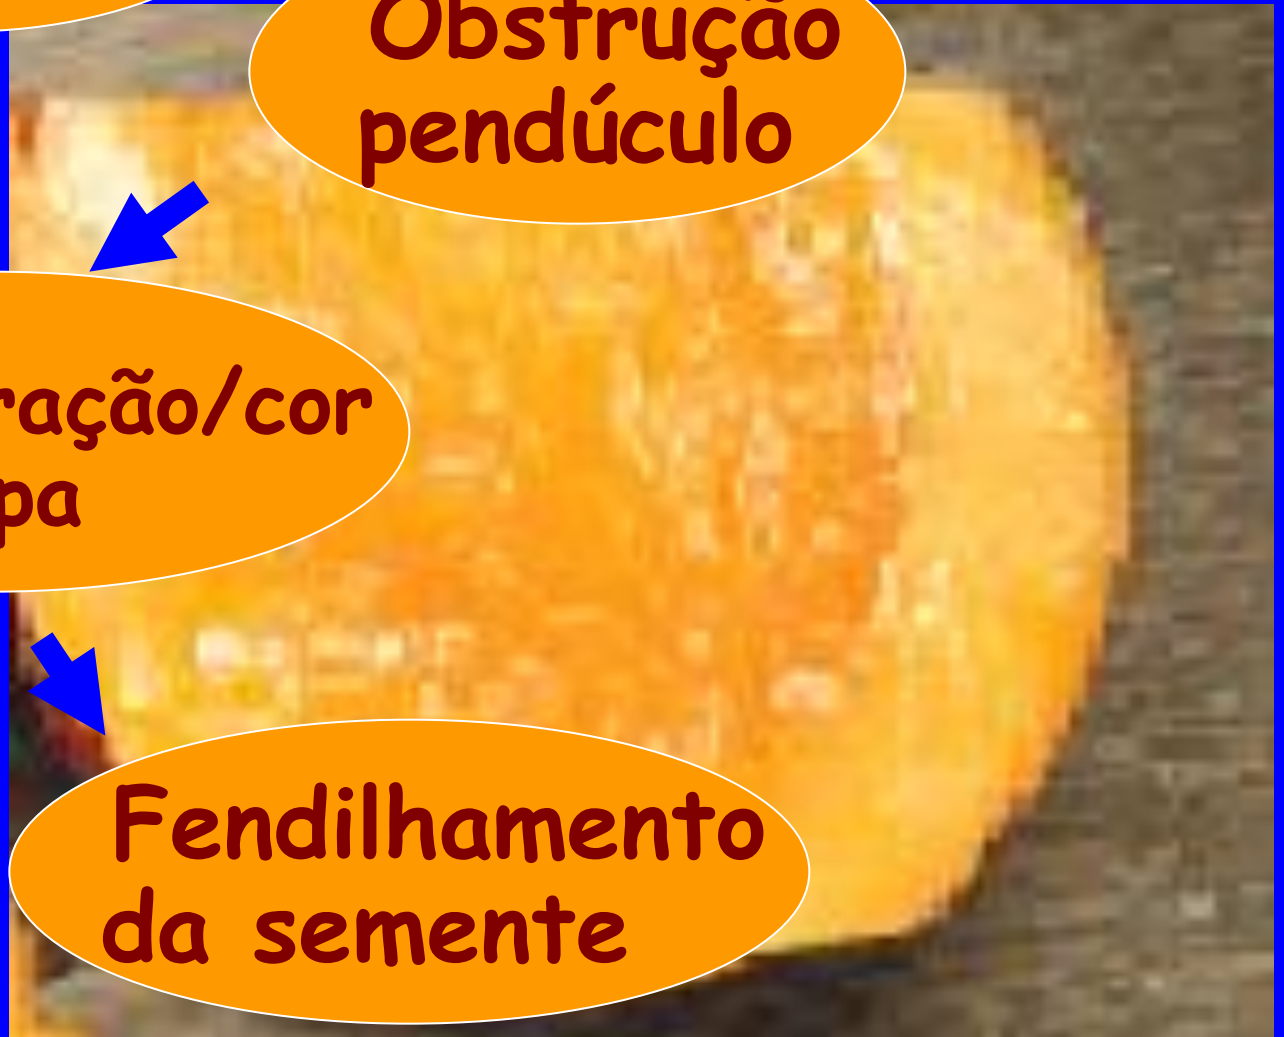 Obstrução
pendúculo
ração/cor
pa
Fendilhamento
da semente